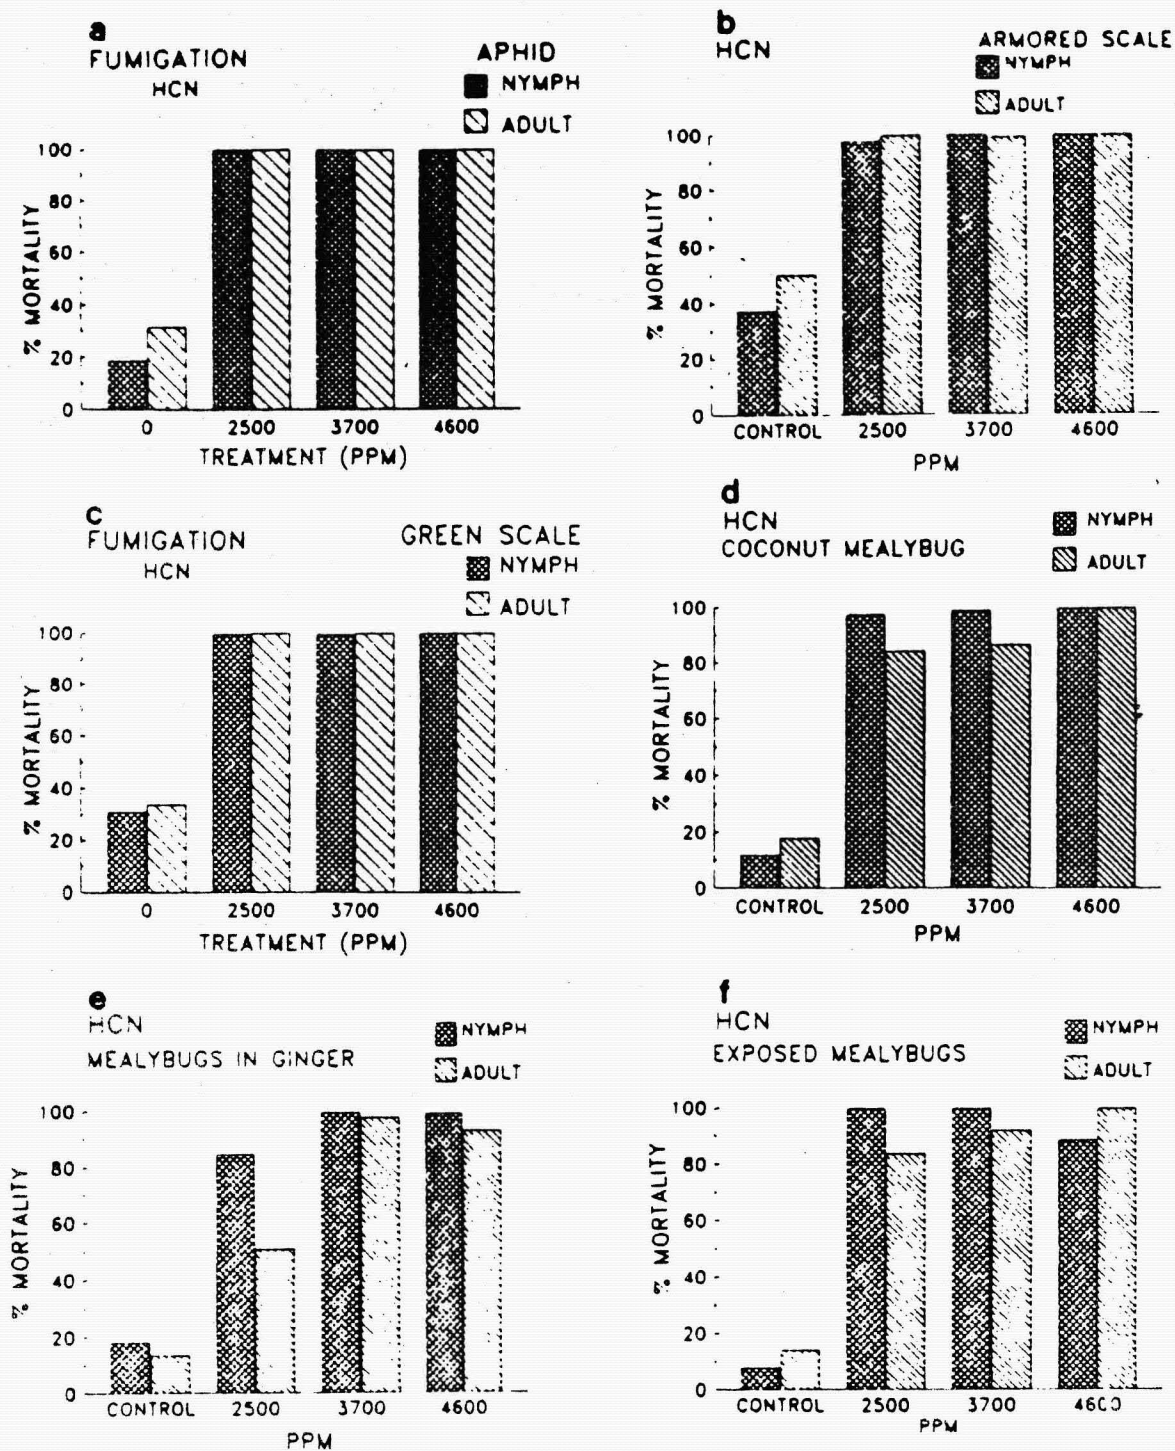 a
FUMIGATION
HCN
APHID
NYMPH
ADULT
% MORTALITY
100
80
60
40
20
0
0 2500 3700 4600
TREATMENT (PPM)
b
HCN
ARMORED SCALE
NYMPH
ADULT
% MORTALITY
100
80
60
40
20
0
CONTROL 2500 3700 4600
PPM
c
FUMIGATION
HCN
GREEN SCALE
NYMPH
ADULT
% MORTALITY
100
80
60
40
20
0
0 2500 3700 4600
TREATMENT (PPM)
d
HCN
COCONUT MEALYBUG
NYMPH
ADULT
% MORTALITY
100
80
60
40
20
0
CONTROL 2500 3700 4600
PPM
e
HCN
MEALYBUGS IN GINGER
NYMPH
ADULT
% MORTALITY
100
80
60
40
20
0
CONTROL 2500 3700 4600
PPM
f
HCN
EXPOSED MEALYBUGS
NYMPH
ADULT
% MORTALITY
100
80
60
40
20
0
CONTROL 2500 3700 4600
PPM